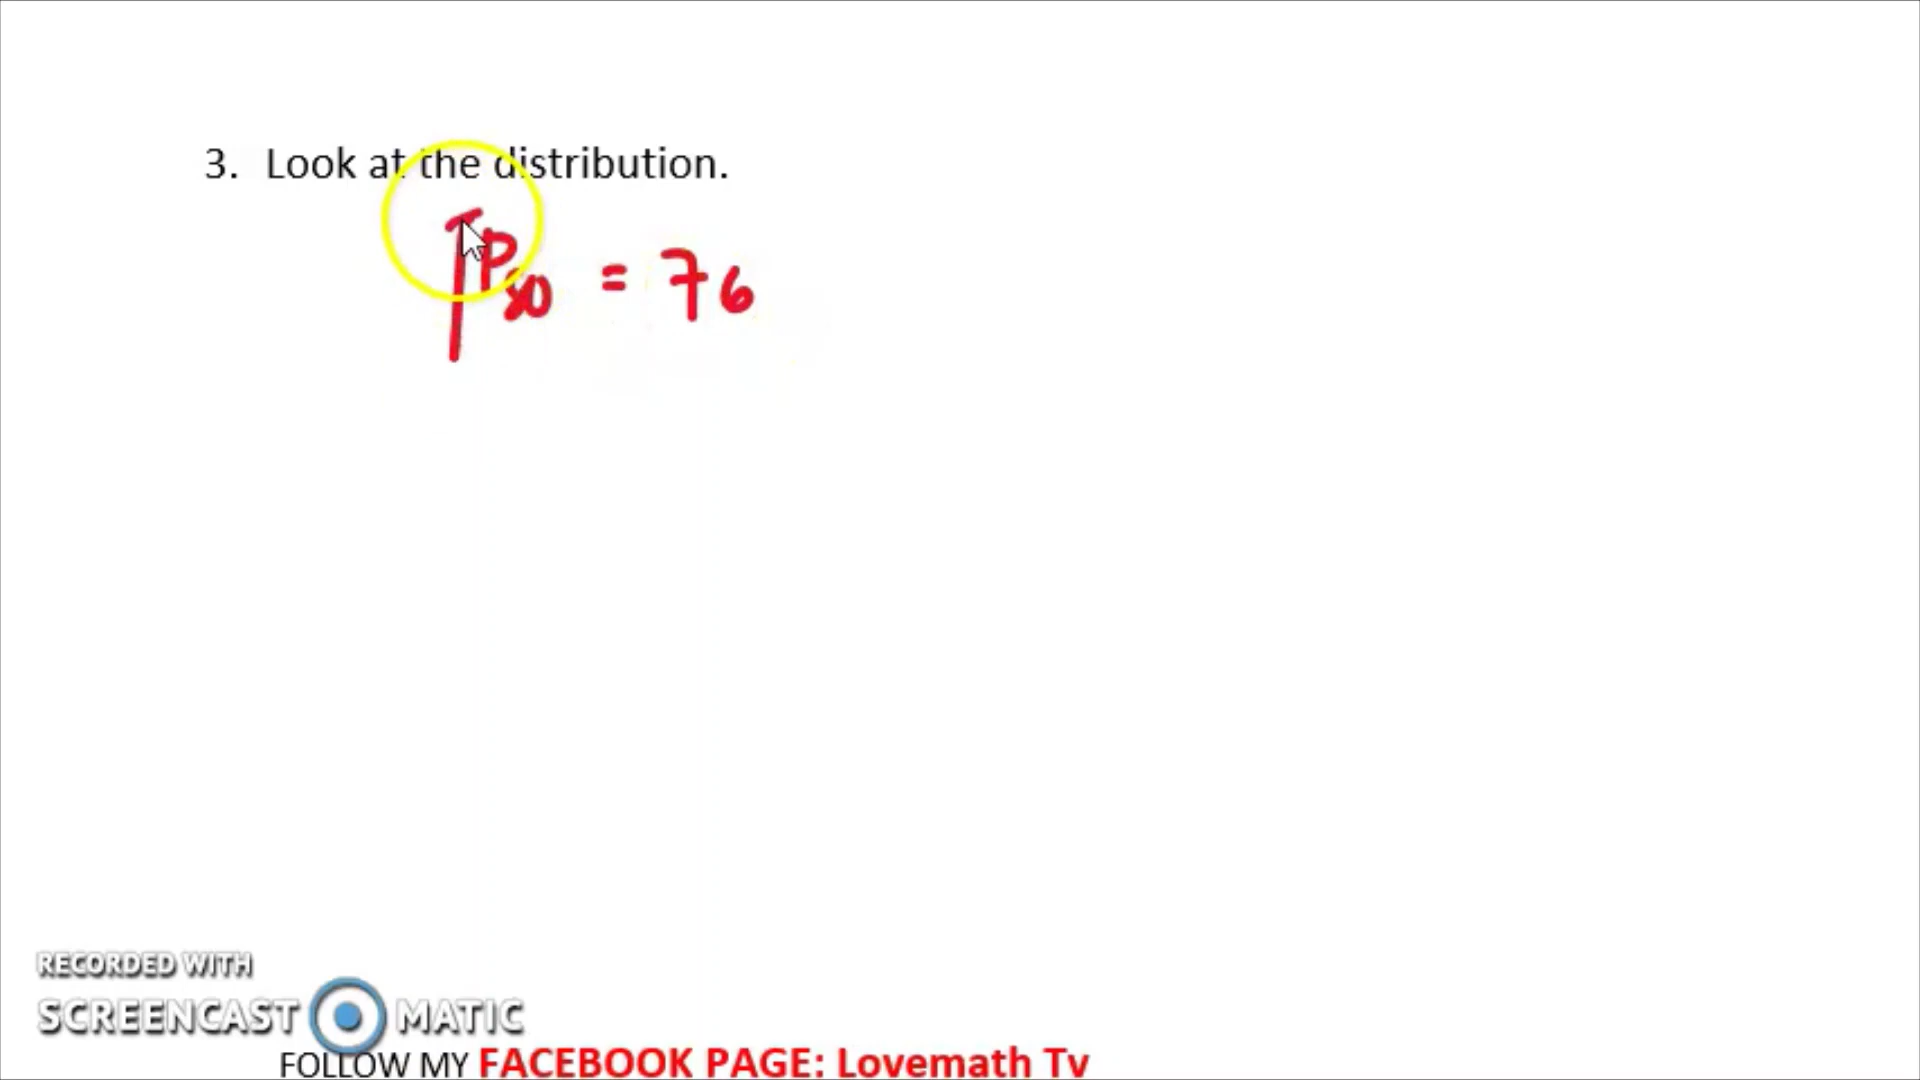 3. Look at the distribution.
P80 = 76
RECORDED WITH
SCREENCAST MATIC
FOLLOW MY FACEBOOK PAGE: Lovemath Tv